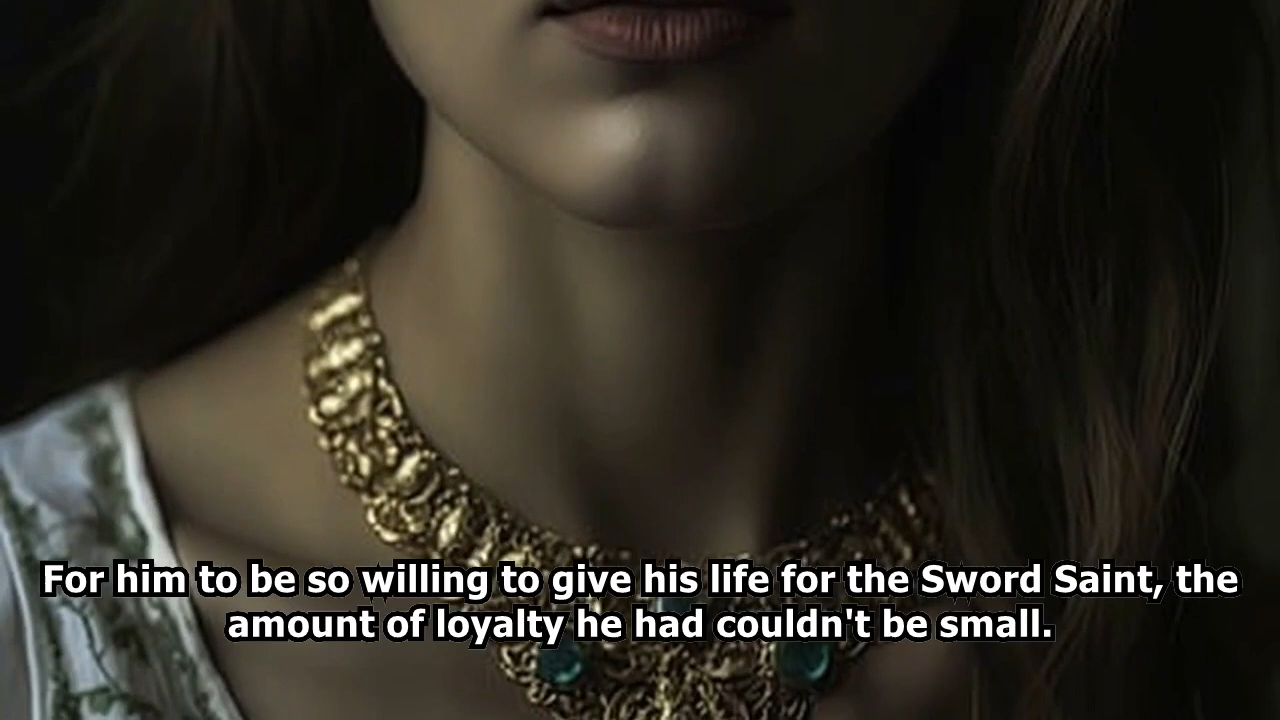 For him to be so willing to give his life for the Sword Saint, the
amount of loyalty he had couldn't be small.